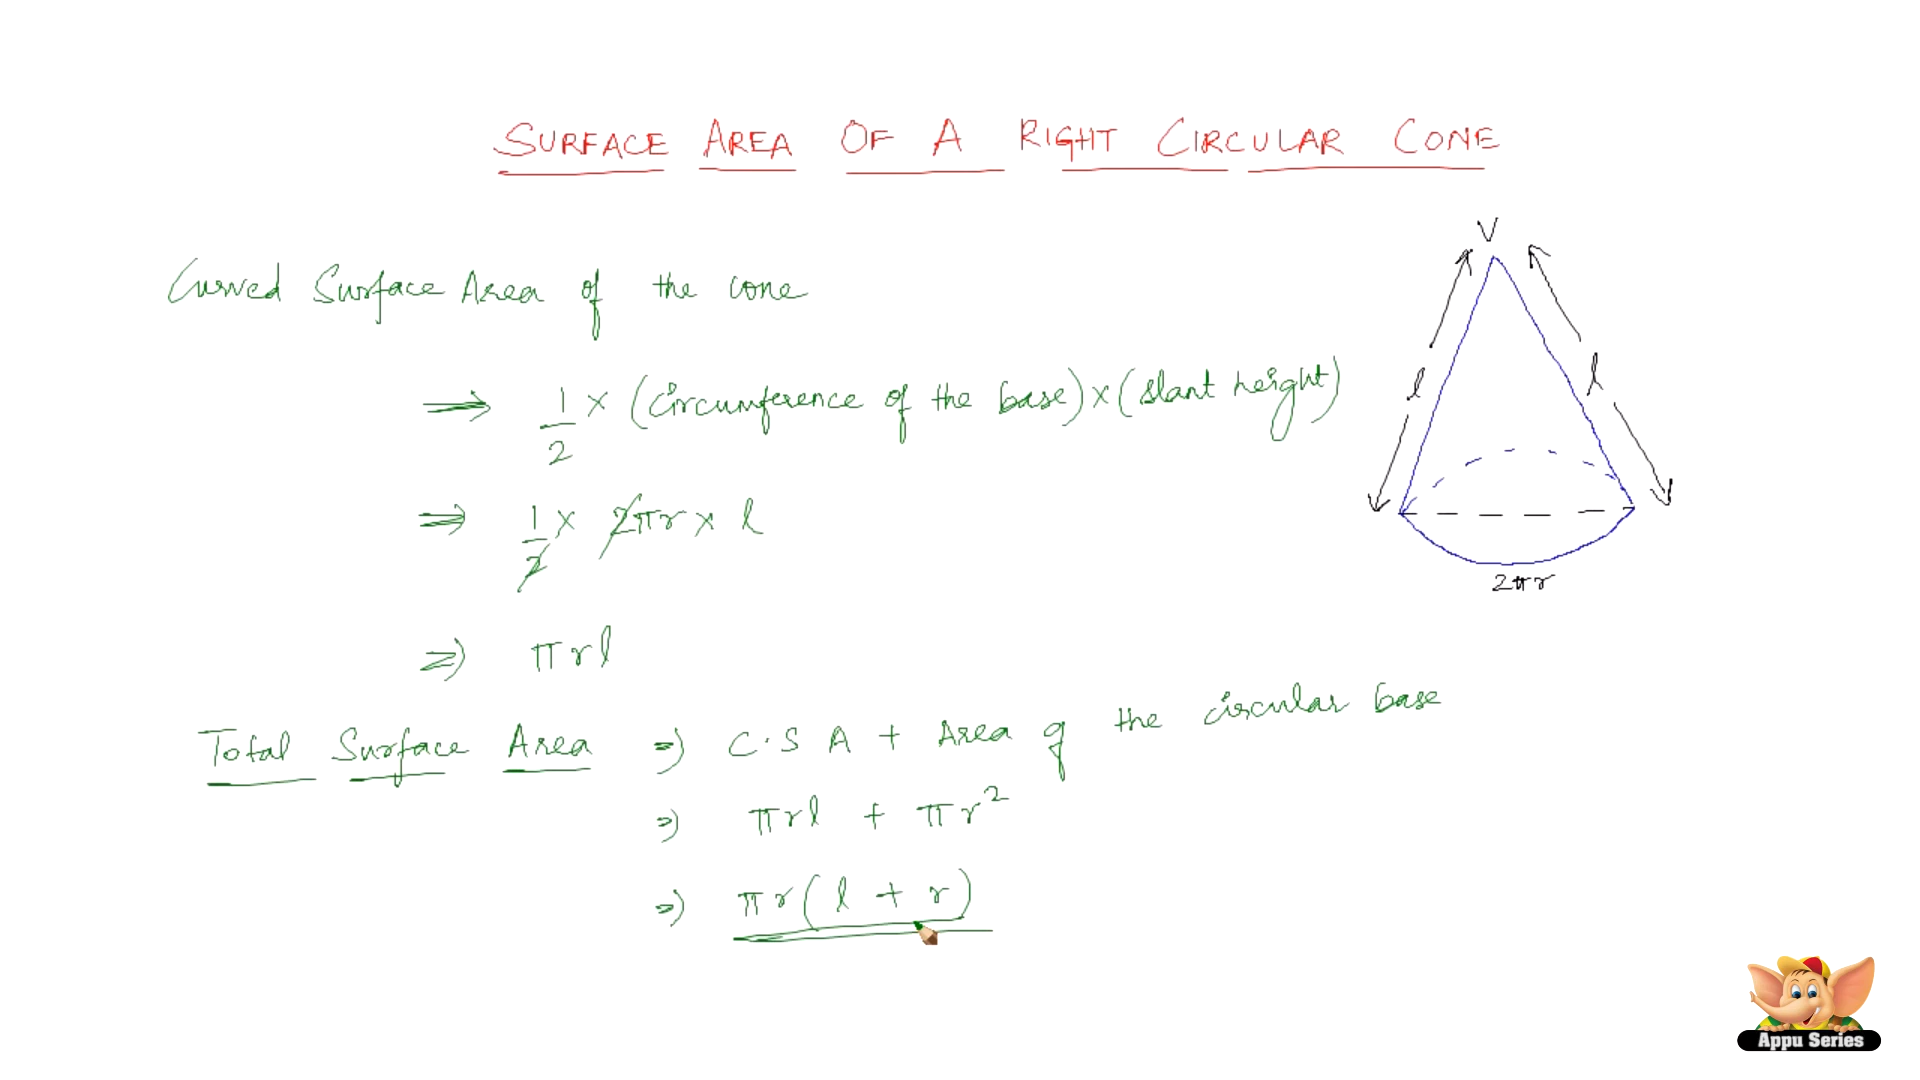 SURFACE AREA OF A RIGHT CIRCULAR CONE
V
Curved Surface Area of the cone
⇒ 1/2 × (circumference of the base) × (slant height)
l
l
⇒ 1/2 × 2πr × l
2πr
⇒ πrl
Total Surface Area ⇒ C.S A + Area of the circular base
⇒ πrl + πr²
⇒ πr(l + r)
Appu Series